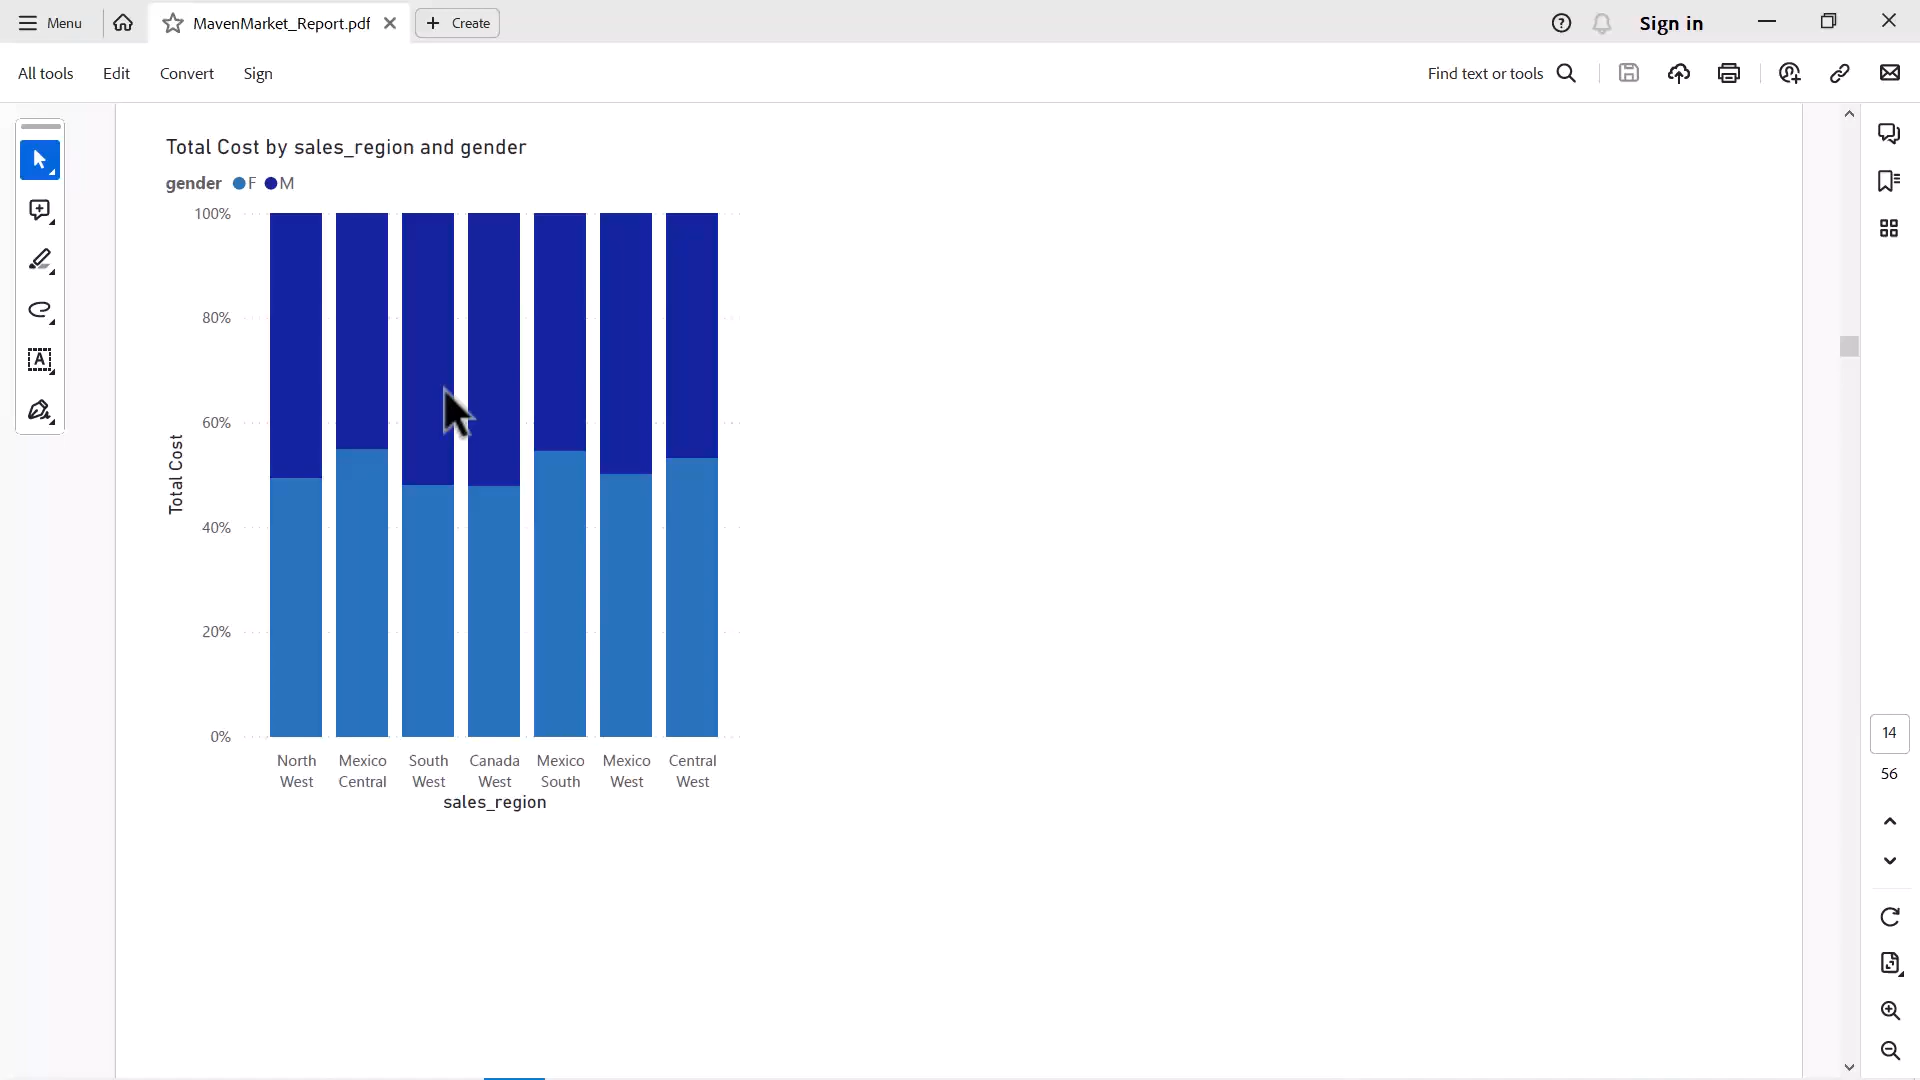 Menu
MavenMarket_Report.pdf
Create
Sign in
All tools
Edit
Convert
Sign
Find text or tools
Total Cost by sales_region and gender
gender F M
100%
80%
60%
40%
20%
0%
Total Cost
North West
Mexico Central
South West
Canada West
Mexico South
Mexico West
Central West
sales_region
14
56